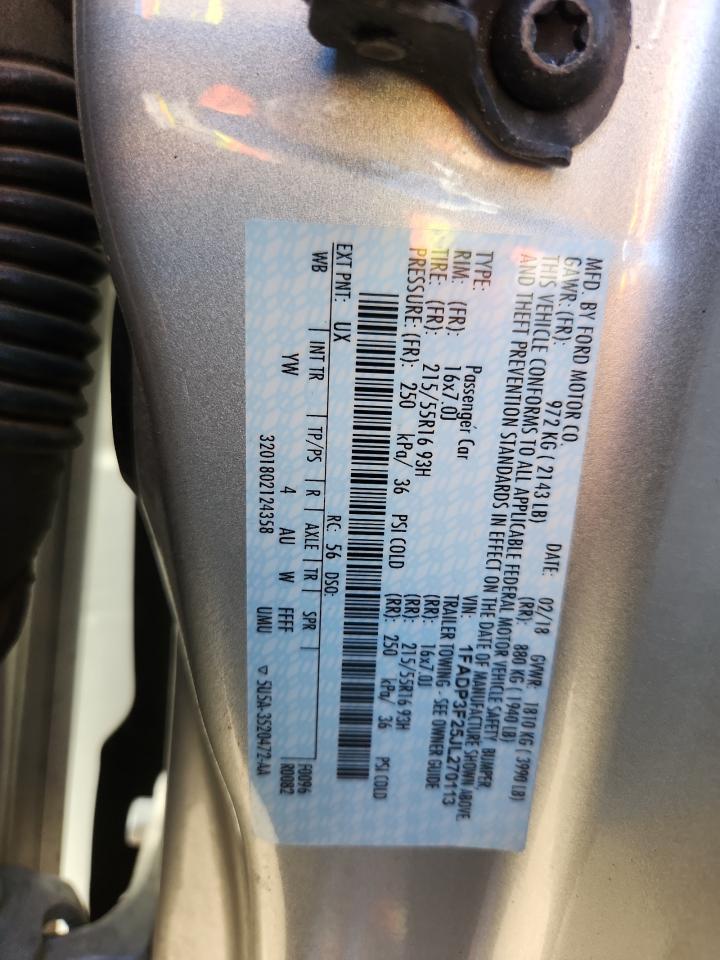 MFD. BY FORD MOTOR CO. DATE: 02/18 GVWR: 1810 KG ( 3990 LB)
GAWR: (FR): 972 KG ( 2143 LB) (RR): 880 KG ( 1940 LB)
THIS VEHICLE CONFORMS TO ALL APPLICABLE FEDERAL MOTOR VEHICLE SAFETY, BUMPER,
AND THEFT PREVENTION STANDARDS IN EFFECT ON THE DATE OF MANUFACTURE SHOWN ABOVE.
VIN: 1FADP3F25JL270113
TYPE: Passenger Car TRAILER TOWING - SEE OWNER GUIDE
RIM: (FR): 16x7.0J (RR): 16x7.0J
TIRE: (FR): 215/55R16 93H (RR): 215/55R16 93H
PRESSURE: (FR): 250 kPa/ 36 PSI COLD (RR): 250 kPa/ 36 PSI COLD
EXT PNT: UX RC: 56 DSO: F0096
WB INT TR TP/PS R AXLE TR SPR R0082
YW 4 AU W FFFF
3201802124358 UMU ▽ 5U5A-3520472-AA